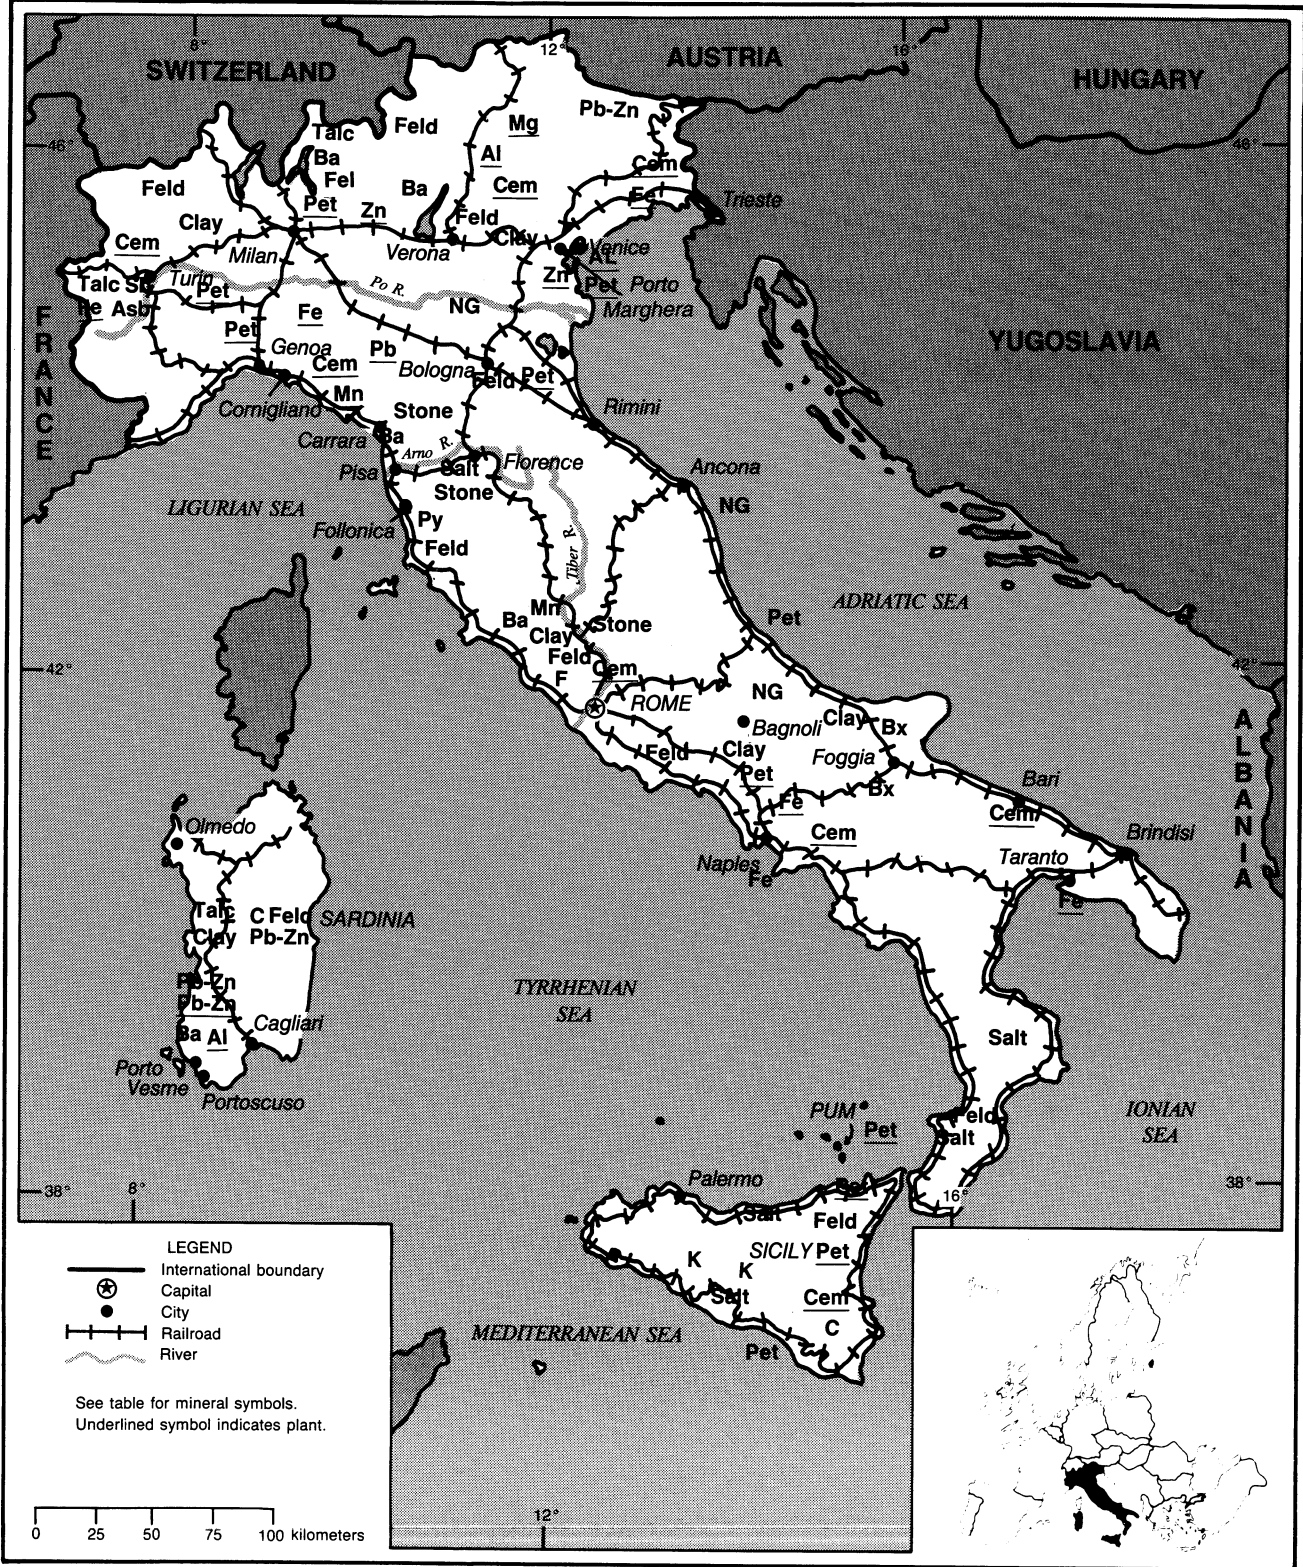 8°
12°
16°
SWITZERLAND
AUSTRIA
HUNGARY
46°
46°
Pb-Zn
Mg
Talc
Feld
Al
Ba
Fel
Cem
Cem
Feld
Ba
Pet
Zn
Fe
Trieste
Clay
Feld
Clay
Cem
Milan
Verona
Venice
AL
Talc
Turin
Pet
Po R.
Zn
Pet
Porto
Marghera
Asb
NG
Fe
YUGOSLAVIA
FRANCE
Pet
Genoa
Cem
Pb
Bologna
Feld
Pet
Cornigliano
Mn
Stone
Rimini
Carrara
Ba
Arno R.
Pisa
Salt
Florence
Ancona
Stone
NG
LIGURIAN SEA
Py
Follonica
Feld
Tiber R.
ADRIATIC SEA
Mn
Pet
Ba
Clay
Stone
Feld
Cem
42°
42°
F
ROME
NG
Bagnoli
Clay
Bx
ALBANIA
Feld
Clay
Foggia
Pet
Bx
Bari
Fe
Cem
Olmedo
Cem
Brindisi
Naples
Fe
Taranto
Fe
Talc
C Feld
SARDINIA
Clay
Pb-Zn
Pb-Zn
Pb-Zn
TYRRHENIAN
SEA
Ba
Al
Cagliari
Salt
Porto
Vesme
Portoscuso
PUM
Pet
Feld
Salt
IONIAN
SEA
38°
8°
Palermo
16°
38°
Salt
Feld
SICILY
Pet
K
K
Salt
Cem
C
Pet
MEDITERRANEAN SEA
12°
LEGEND
International boundary
Capital
City
Railroad
River
See table for mineral symbols.
Underlined symbol indicates plant.
0 25 50 75 100 kilometers